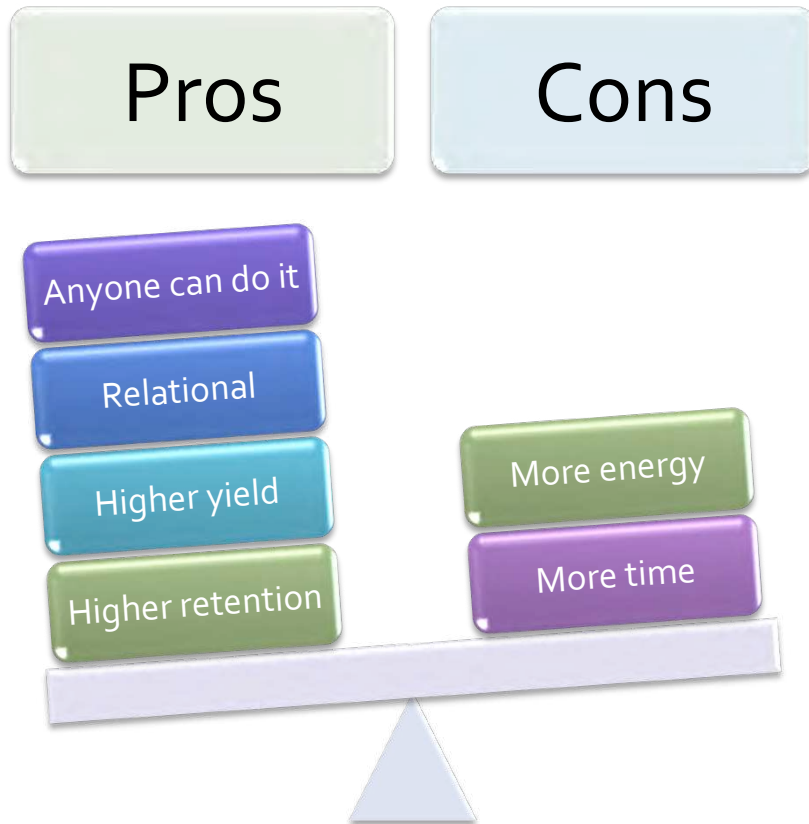 Pros
Cons
Anyone can do it
Relational
Higher yield
Higher retention
More energy
More time